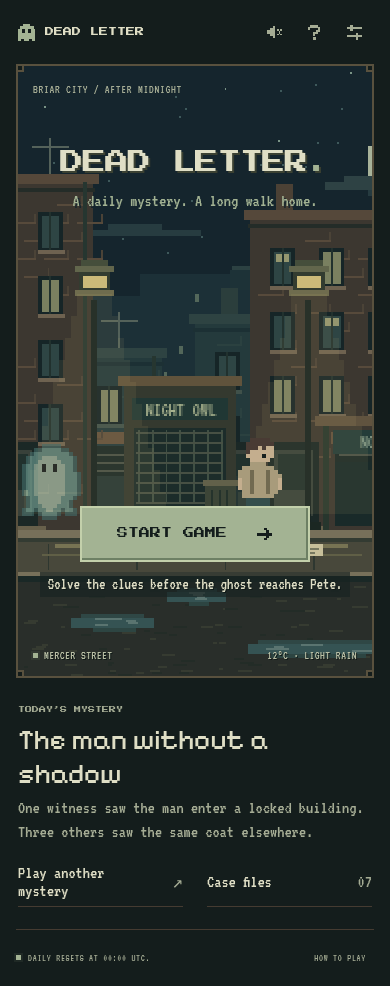 DEAD LETTER
BRIAR CITY / AFTER MIDNIGHT
DEAD LETTER.
A daily mystery. A long walk home.
NIGHT OWL
NO
START GAME →
Solve the clues before the ghost reaches Pete.
MERCER STREET
12°C · LIGHT RAIN
TODAY'S MYSTERY
The man without a
shadow
One witness saw the man enter a locked building.
Three others saw the same coat elsewhere.
Play another
mystery ↗
Case files 07
DAILY RESETS AT 00:00 UTC.
HOW TO PLAY